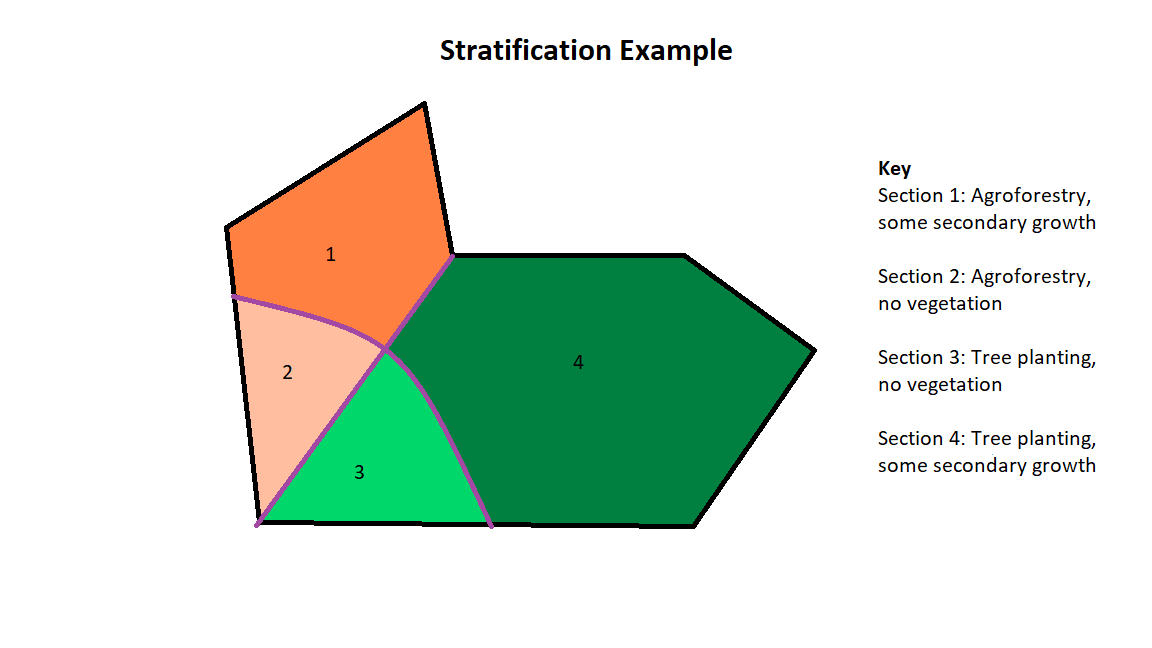 Stratification Example
1
2
3
4
Key
Section 1: Agroforestry,
some secondary growth
Section 2: Agroforestry,
no vegetation
Section 3: Tree planting,
no vegetation
Section 4: Tree planting,
some secondary growth